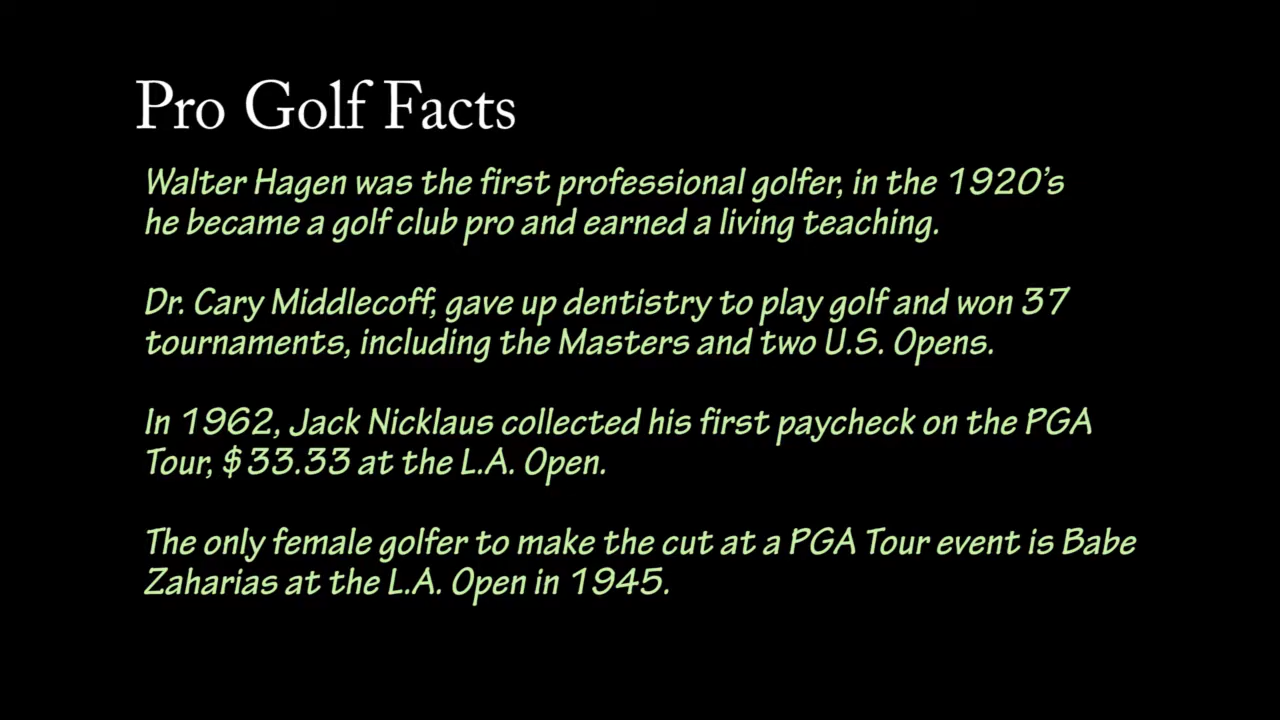 Pro Golf Facts
Walter Hagen was the first professional golfer, in the 1920's
he became a golf club pro and earned a living teaching.
Dr. Cary Middlecoff, gave up dentistry to play golf and won 37
tournaments, including the Masters and two U.S. Opens.
In 1962, Jack Nicklaus collected his first paycheck on the PGA
Tour, $33.33 at the L.A. Open.
The only female golfer to make the cut at a PGA Tour event is Babe
Zaharias at the L.A. Open in 1945.